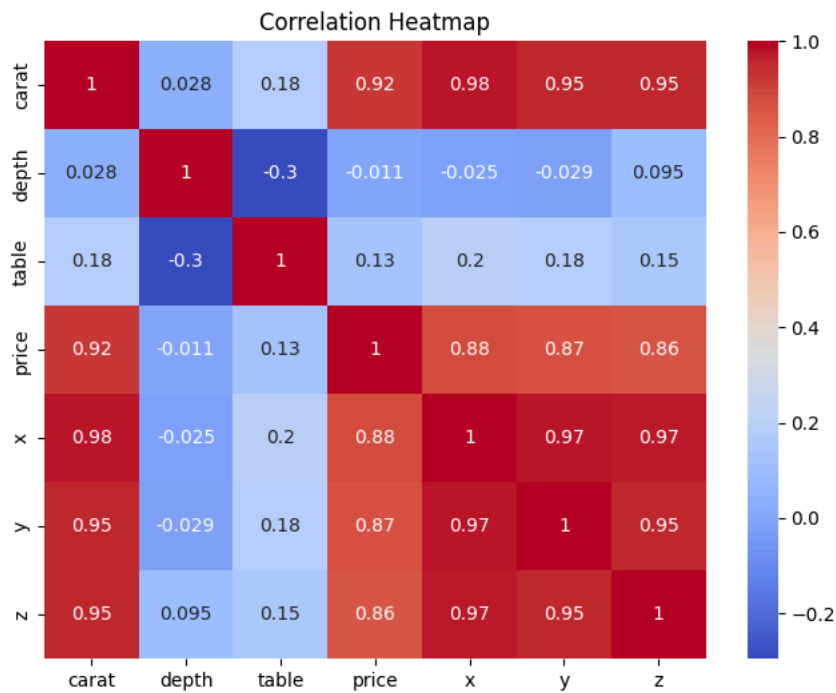 Correlation Heatmap
carat 1 0.028 0.18 0.92 0.98 0.95 0.95
depth 0.028 1 -0.3 -0.011 -0.025 -0.029 0.095
table 0.18 -0.3 1 0.13 0.2 0.18 0.15
price 0.92 -0.011 0.13 1 0.88 0.87 0.86
x 0.98 -0.025 0.2 0.88 1 0.97 0.97
y 0.95 -0.029 0.18 0.87 0.97 1 0.95
z 0.95 0.095 0.15 0.86 0.97 0.95 1
carat depth table price x y z
1.0
0.8
0.6
0.4
0.2
0.0
−0.2